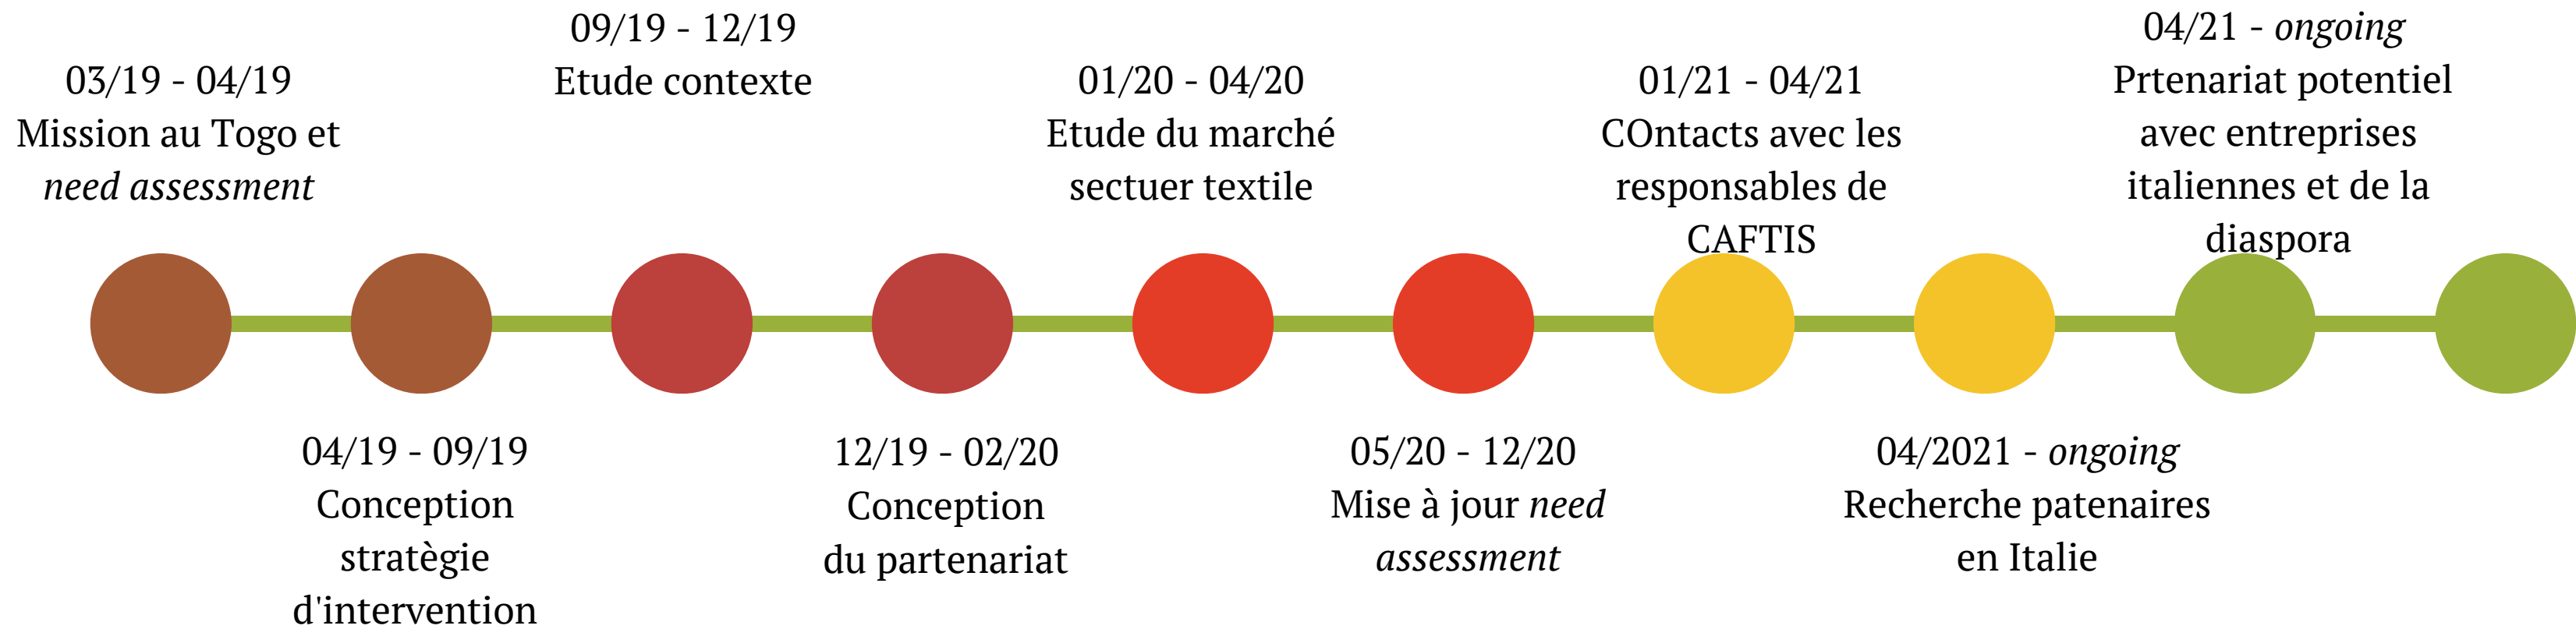 03/19 - 04/19
Mission au Togo et
need assessment
04/19 - 09/19
Conception
stratègie
d'intervention
09/19 - 12/19
Etude contexte
12/19 - 02/20
Conception
du partenariat
01/20 - 04/20
Etude du marché
sectuer textile
05/20 - 12/20
Mise à jour need
assessment
01/21 - 04/21
COntacts avec les
responsables de
CAFTIS
04/2021 - ongoing
Recherche patenaires
en Italie
04/21 - ongoing
Prtenariat potentiel
avec entreprises
italiennes et de la
diaspora